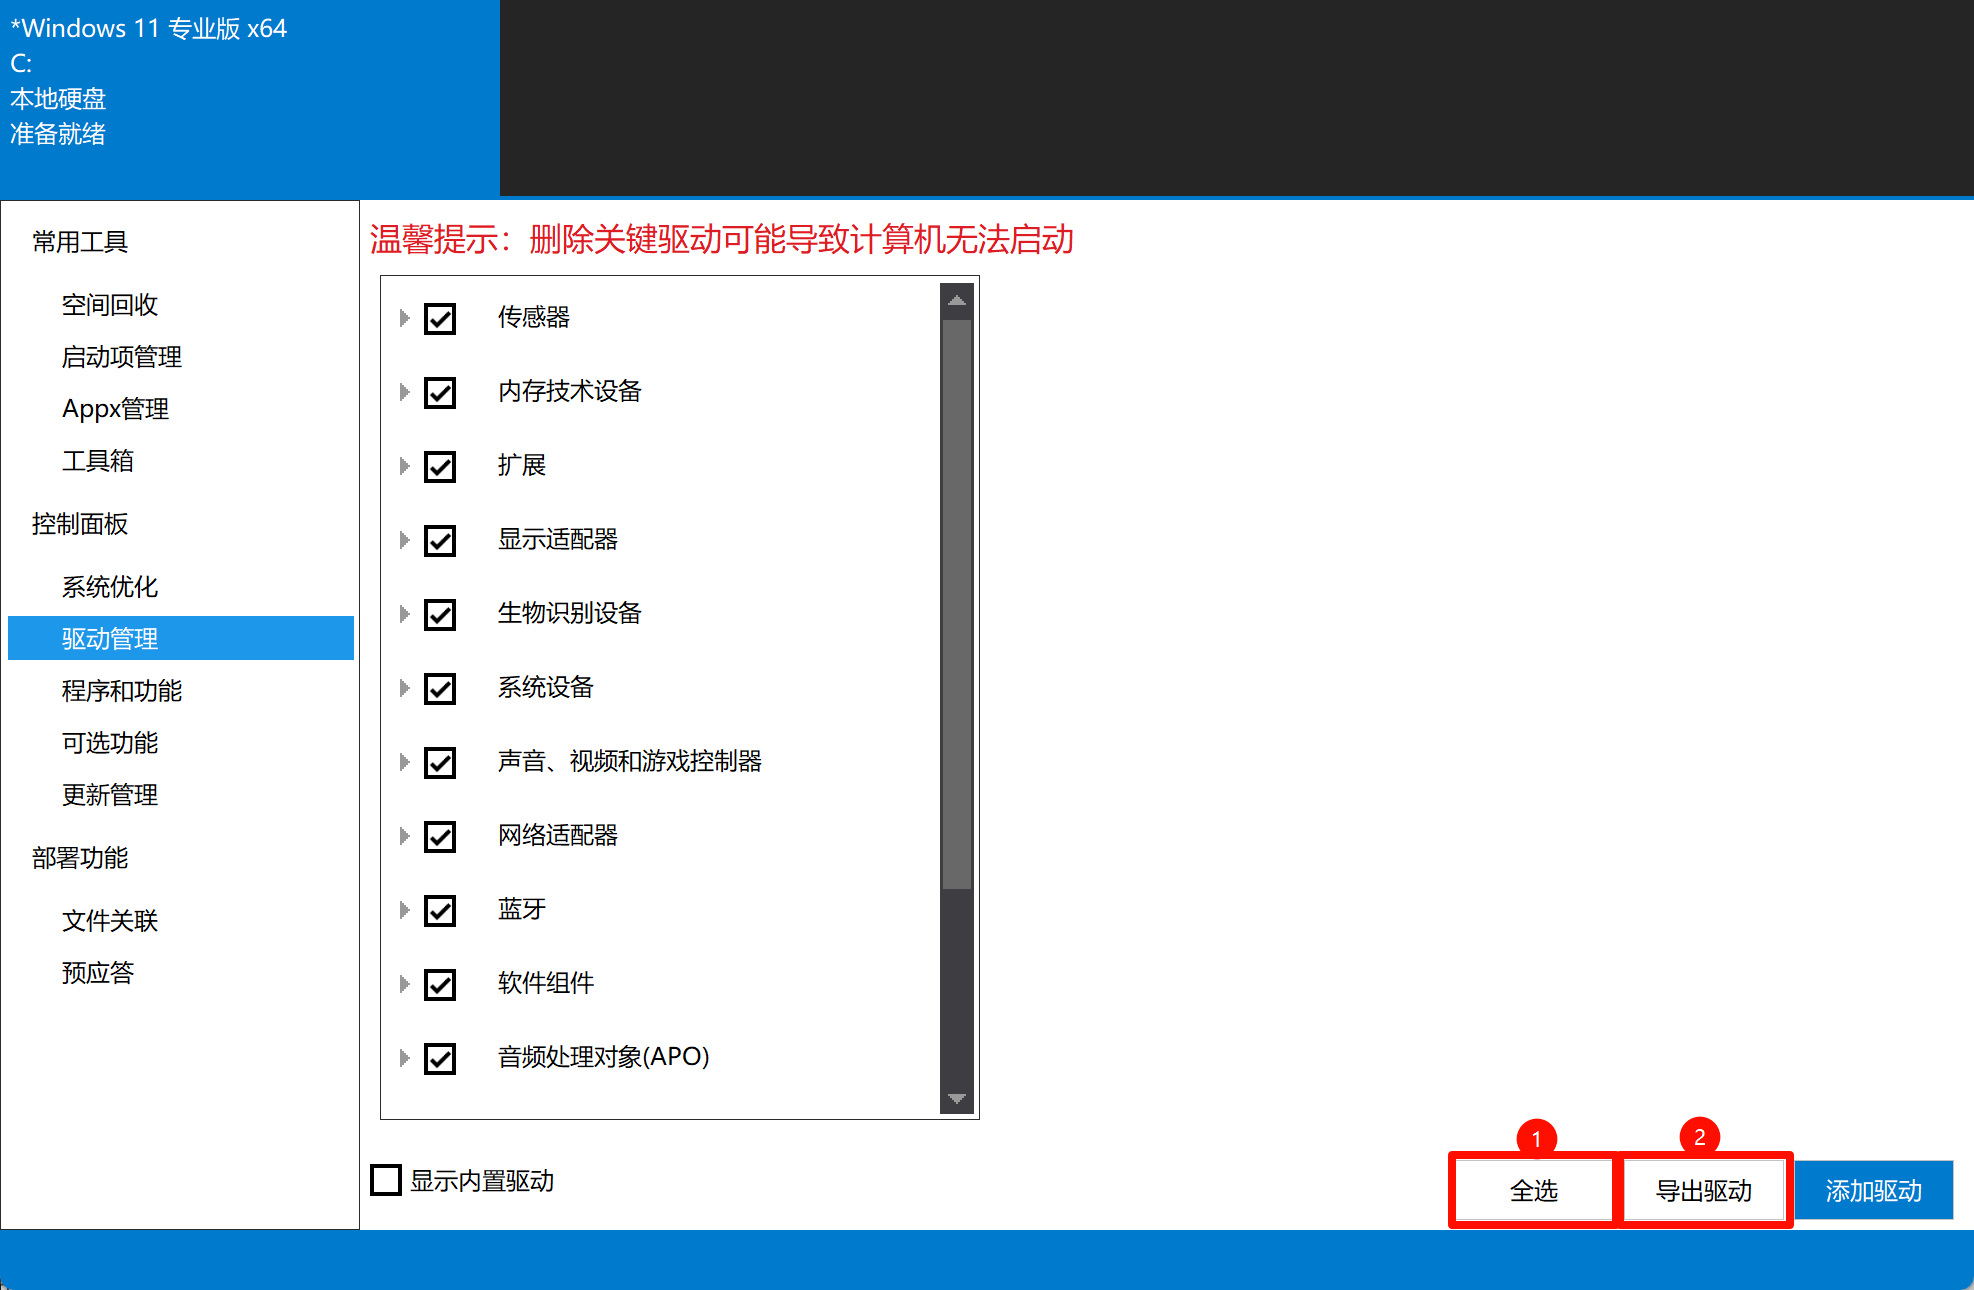 *Windows 11 专业版 x64
C:
本地硬盘
准备就绪
常用工具
空间回收
启动项管理
Appx管理
工具箱
控制面板
系统优化
驱动管理
程序和功能
可选功能
更新管理
部署功能
文件关联
预应答
温馨提示：删除关键驱动可能导致计算机无法启动
传感器
内存技术设备
扩展
显示适配器
生物识别设备
系统设备
声音、视频和游戏控制器
网络适配器
蓝牙
软件组件
音频处理对象(APO)
显示内置驱动
1
2
全选
导出驱动
添加驱动